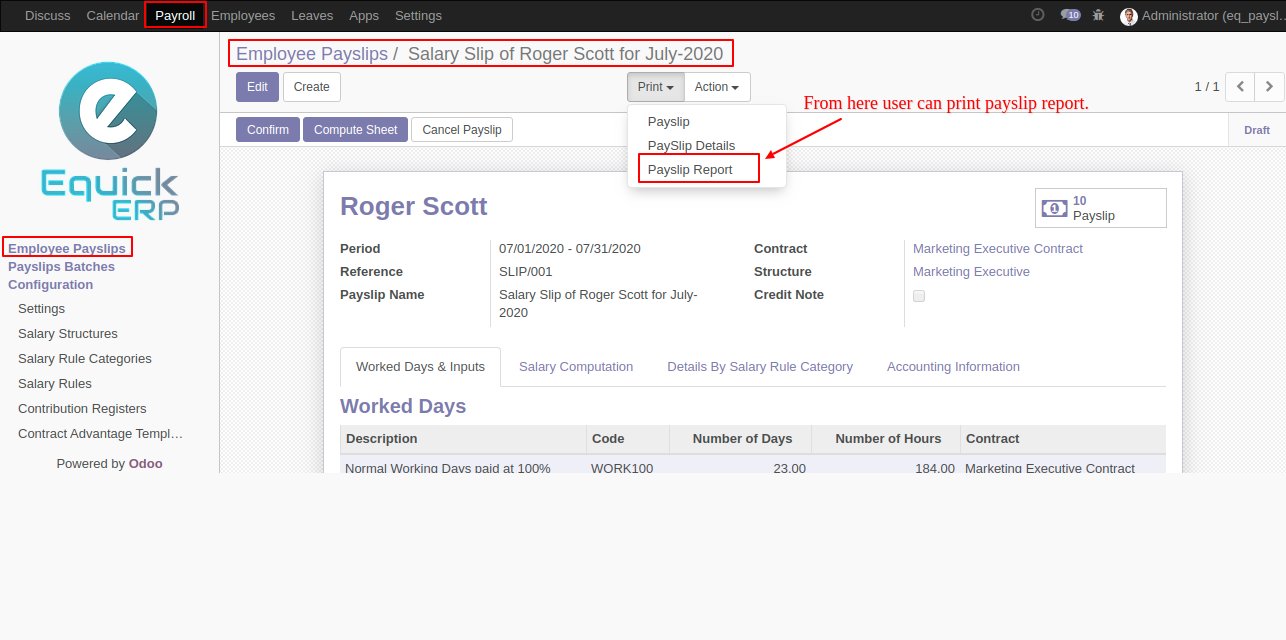 Discuss Calendar Payroll Employees Leaves Apps Settings 10 Administrator (eq_paysl...
Equick
ERP
Employee Payslips
Payslips Batches
Configuration
Settings
Salary Structures
Salary Rule Categories
Salary Rules
Contribution Registers
Contract Advantage Templ...
Powered by Odoo
Employee Payslips / Salary Slip of Roger Scott for July-2020
Edit Create Print Action 1 / 1
From here user can print payslip report.
Confirm Compute Sheet Cancel Payslip Draft
Payslip
PaySlip Details
Payslip Report
Roger Scott
10
Payslip
Period 07/01/2020 - 07/31/2020 Contract Marketing Executive Contract
Reference SLIP/001 Structure Marketing Executive
Payslip Name Salary Slip of Roger Scott for July- Credit Note
2020
Worked Days & Inputs Salary Computation Details By Salary Rule Category Accounting Information
Worked Days
Description Code Number of Days Number of Hours Contract
Normal Working Days paid at 100% WORK100 23.00 184.00 Marketing Executive Contract